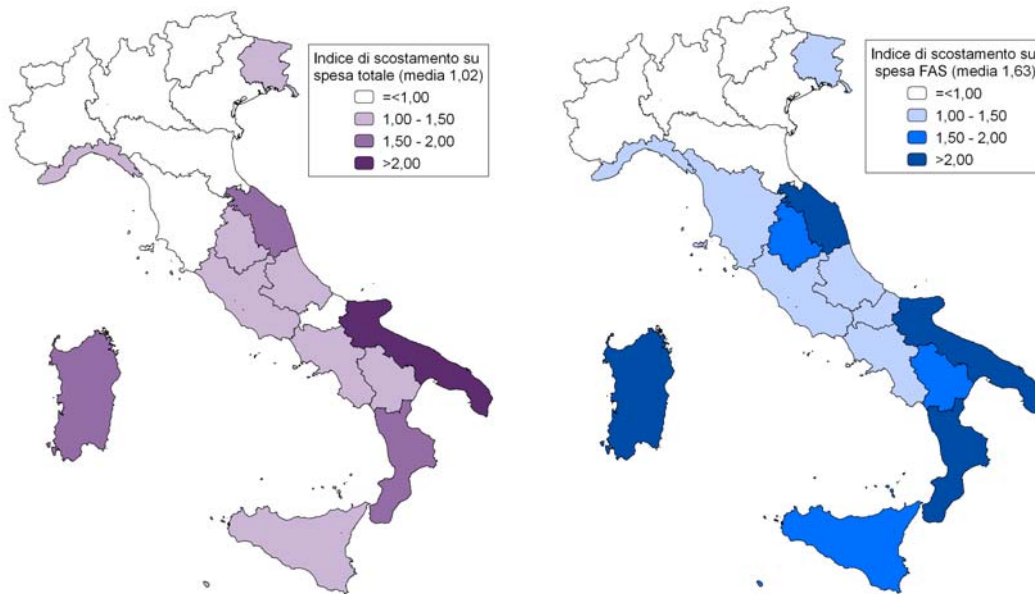 Indice di scostamento su
spesa totale (media 1,02)
=<1,00
1,00 - 1,50
1,50 - 2,00
>2,00
Indice di scostamento su
spesa FAS (media 1,63)
=<1,00
1,00 - 1,50
1,50 - 2,00
>2,00